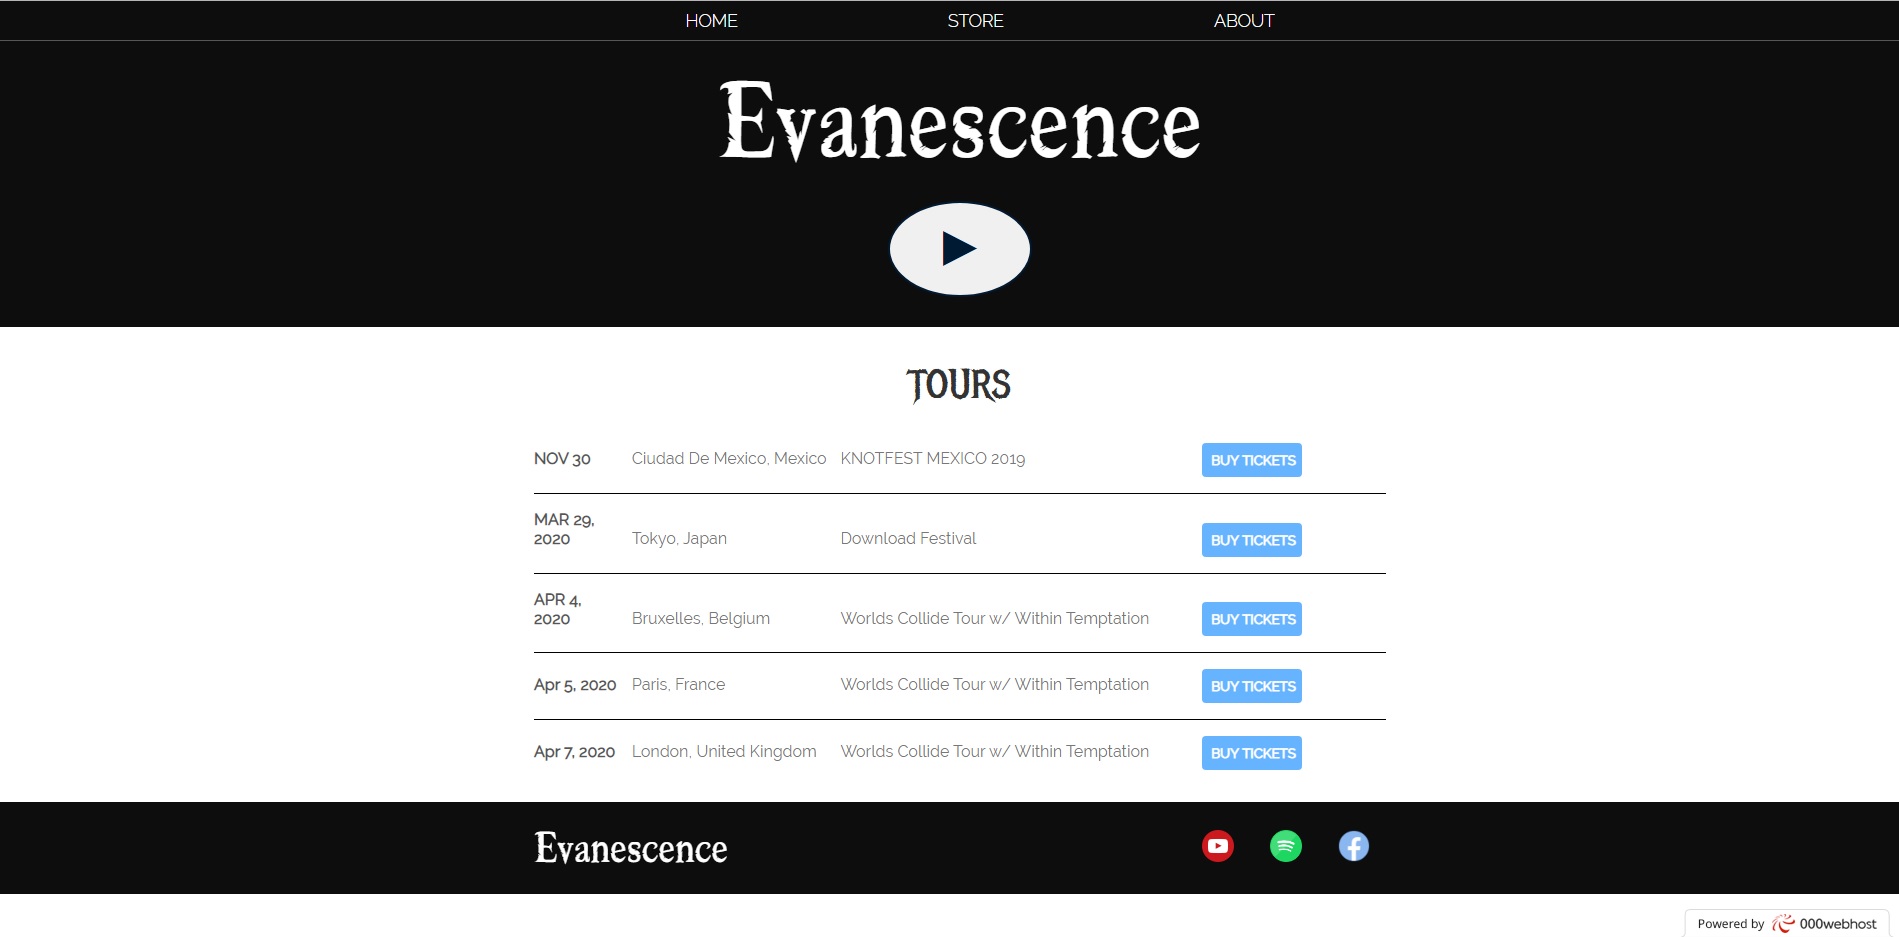 HOME STORE ABOUT
Evanescence
TOURS
NOV 30 Ciudad De Mexico, Mexico KNOTFEST MEXICO 2019 BUY TICKETS
MAR 29,
2020 Tokyo, Japan Download Festival BUY TICKETS
APR 4,
2020 Bruxelles, Belgium Worlds Collide Tour w/ Within Temptation BUY TICKETS
Apr 5, 2020 Paris, France Worlds Collide Tour w/ Within Temptation BUY TICKETS
Apr 7, 2020 London, United Kingdom Worlds Collide Tour w/ Within Temptation BUY TICKETS
Evanescence
Powered by 000webhost